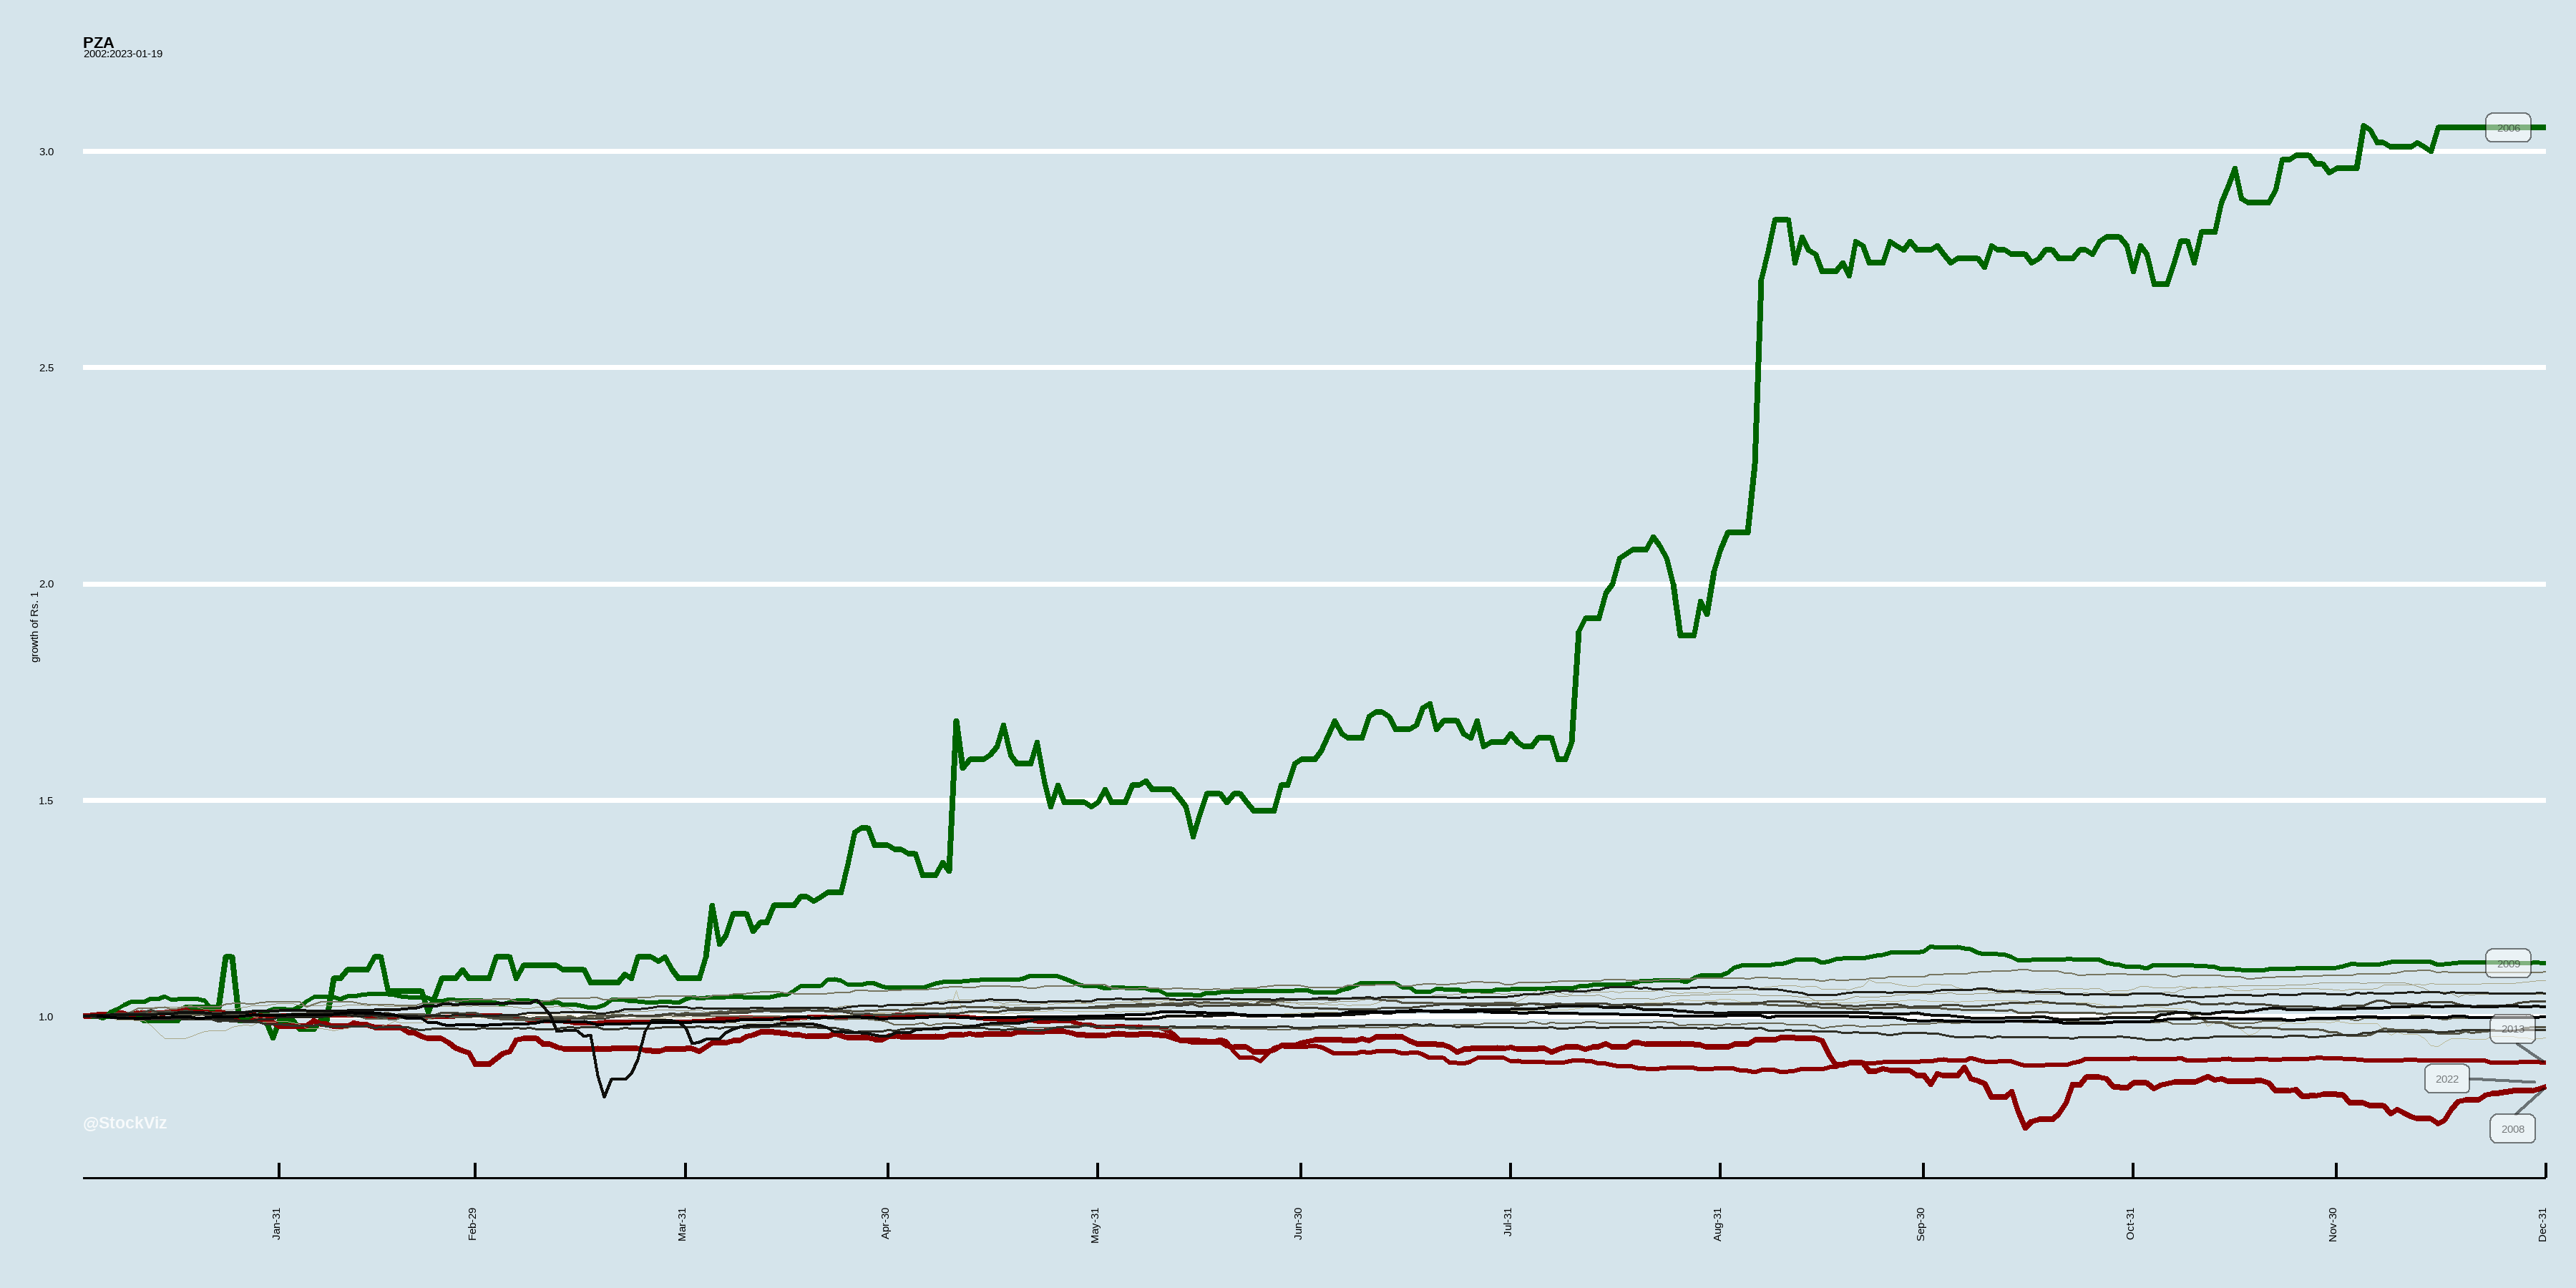 PZA
2002:2023-01-19
3.0
2.5
2.0
1.5
1.0
growth of Rs. 1
2006
2009
2013
2022
2008
@StockViz
Jan-31
Feb-29
Mar-31
Apr-30
May-31
Jun-30
Jul-31
Aug-31
Sep-30
Oct-31
Nov-30
Dec-31